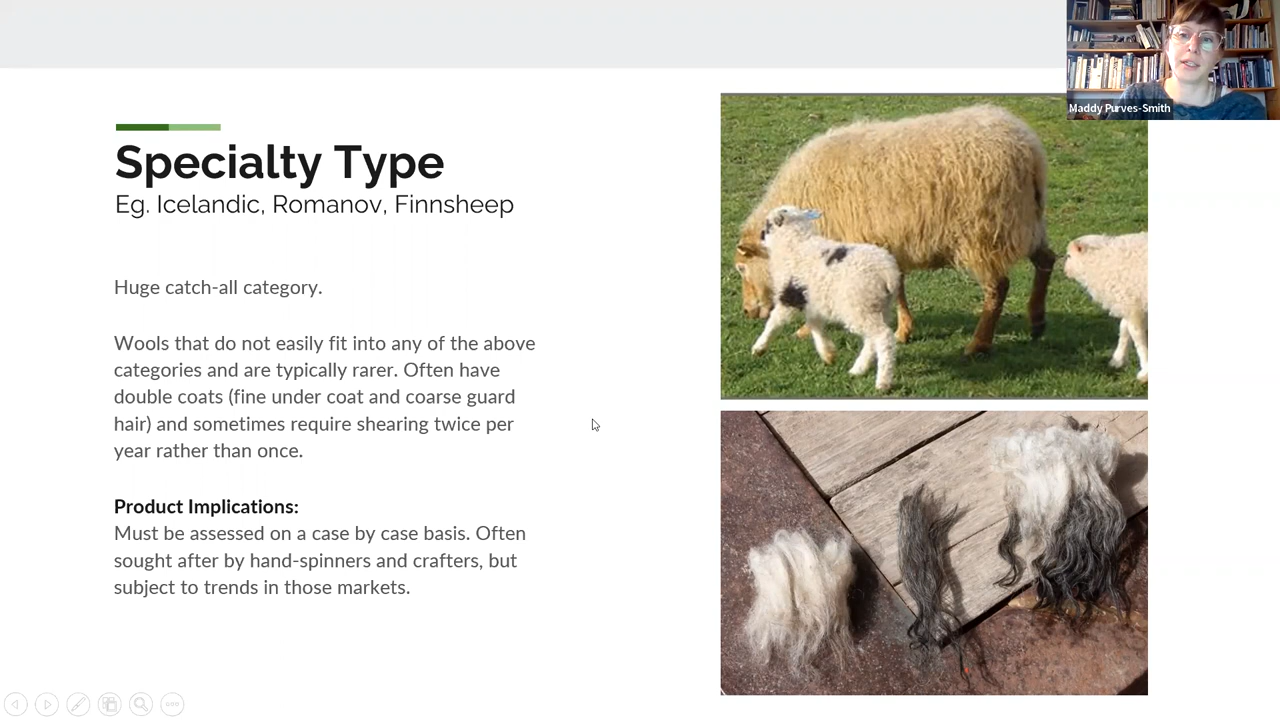 Maddy Purves-Smith
Specialty Type
Eg. Icelandic, Romanov, Finnsheep
Huge catch-all category.
Wools that do not easily fit into any of the above
categories and are typically rarer. Often have
double coats (fine under coat and coarse guard
hair) and sometimes require shearing twice per
year rather than once.
Product Implications:
Must be assessed on a case by case basis. Often
sought after by hand-spinners and crafters, but
subject to trends in those markets.